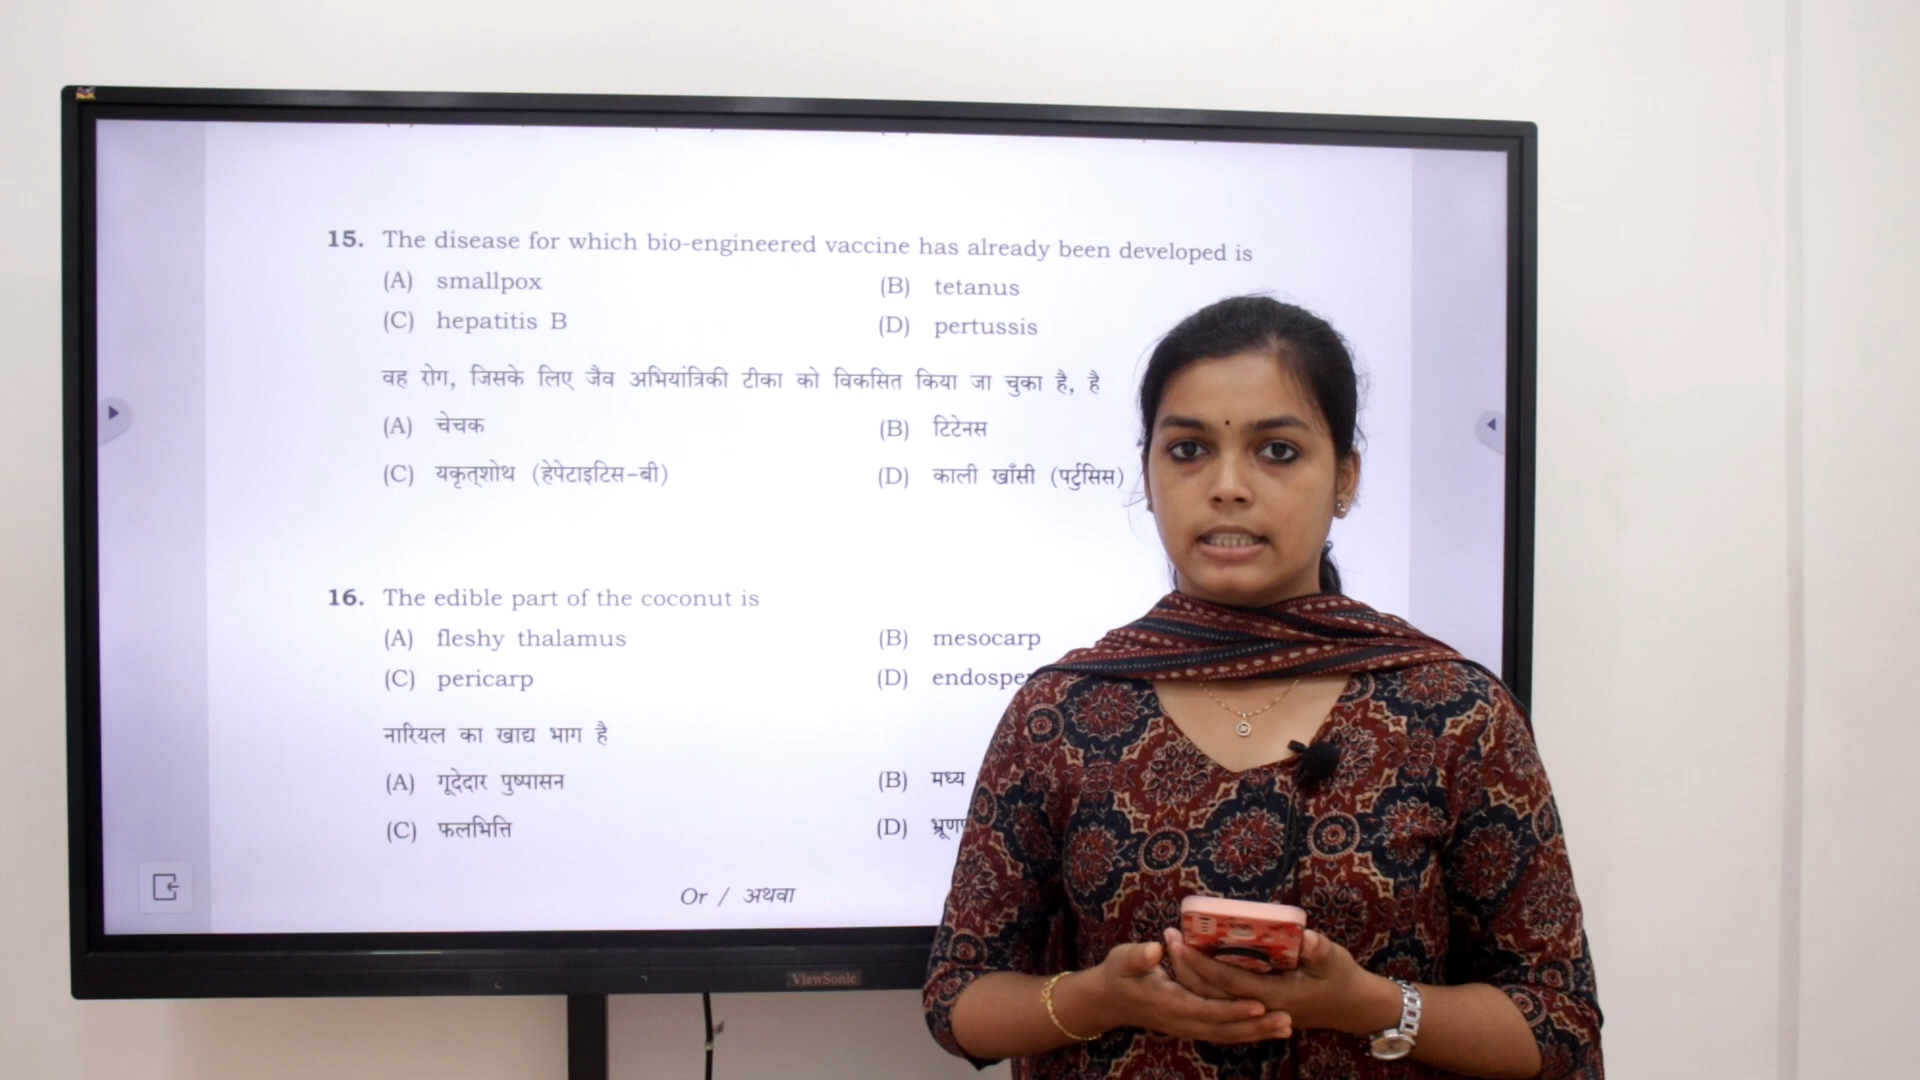 15. The disease for which bio-engineered vaccine has already been developed is
(A) smallpox (B) tetanus
(C) hepatitis B (D) pertussis
वह रोग, जिसके लिए जैव अभियांत्रिकी टीका को विकसित किया जा चुका है, है
(A) चेचक (B) टिटेनस
(C) यकृत्‌शोथ (हेपेटाइटिस-बी) (D) काली खाँसी (पर्टुसिस)
16. The edible part of the coconut is
(A) fleshy thalamus (B) mesocarp
(C) pericarp (D)
नारियल का खाद्य भाग है
(A) गूदेदार पुष्पासन (B) मध्य
(C) फलभित्ति (D)
Or / अथवा
ViewSonic